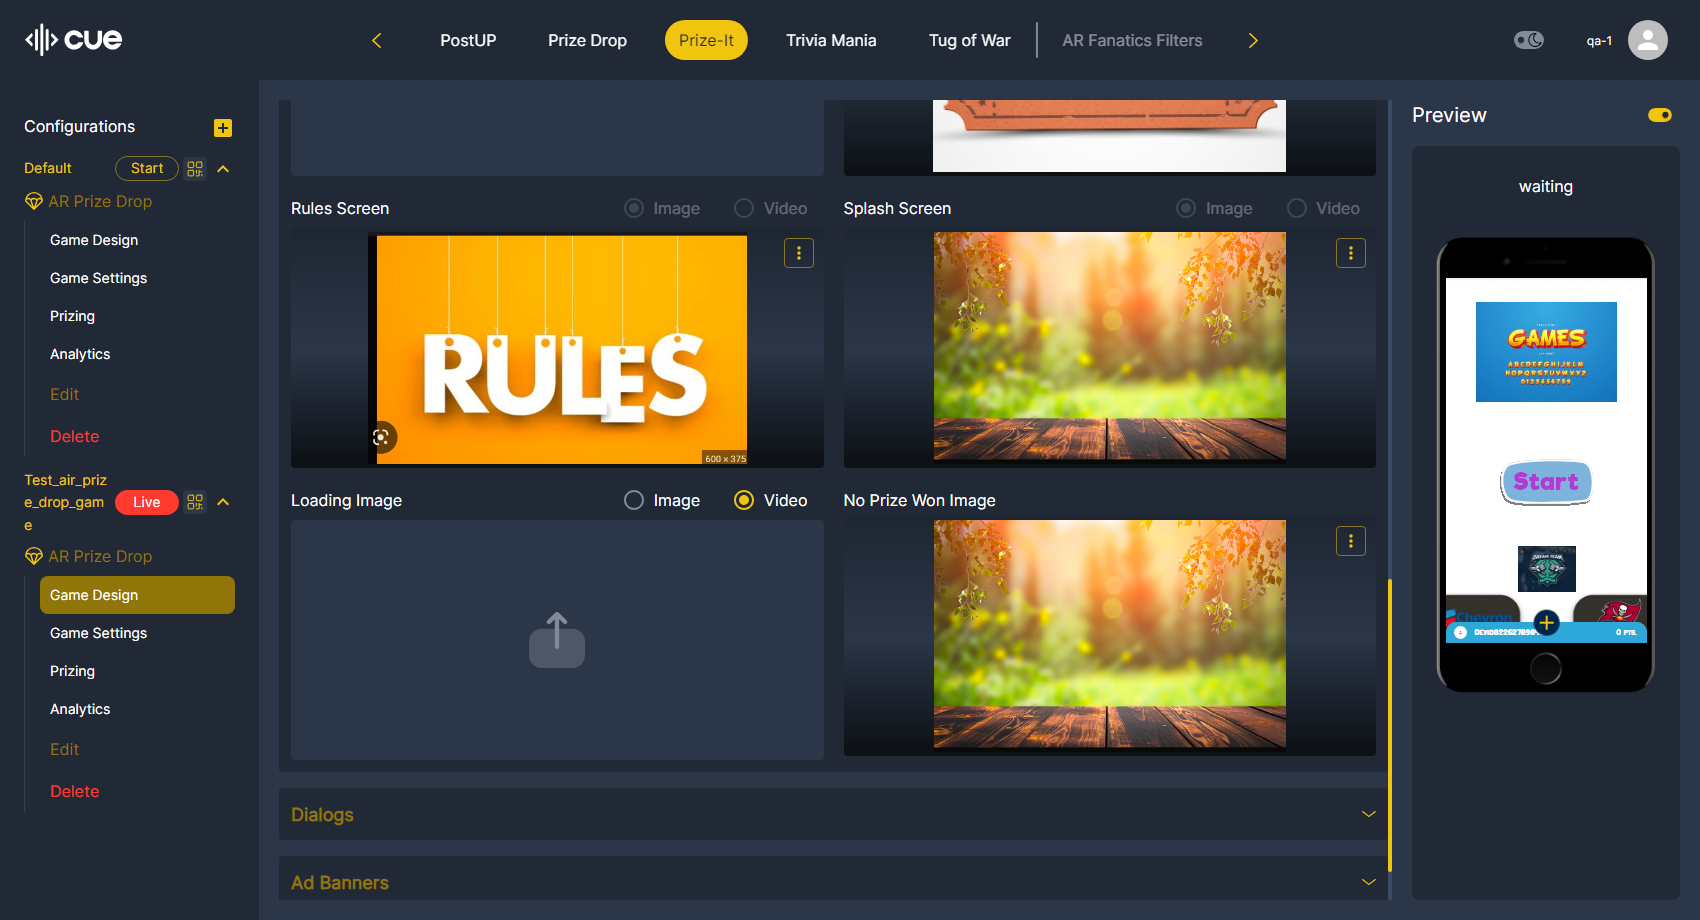 cue
PostUP
Prize Drop
Prize-It
Trivia Mania
Tug of War
AR Fanatics Filters
qa-1
Configurations
Default
Start
AR Prize Drop
Game Design
Game Settings
Prizing
Analytics
Edit
Delete
Test_air_priz
e_drop_gam
e
Live
AR Prize Drop
Game Design
Game Settings
Prizing
Analytics
Edit
Delete
Rules Screen
Image
Video
RULES
600 × 375
Splash Screen
Image
Video
Loading Image
Image
Video
No Prize Won Image
Dialogs
Ad Banners
Preview
waiting
GAMES
ABCDEFGHIJKLM
NOPQRSTUVWXYZ
0123456789
Start
Chevron
0 PTS.